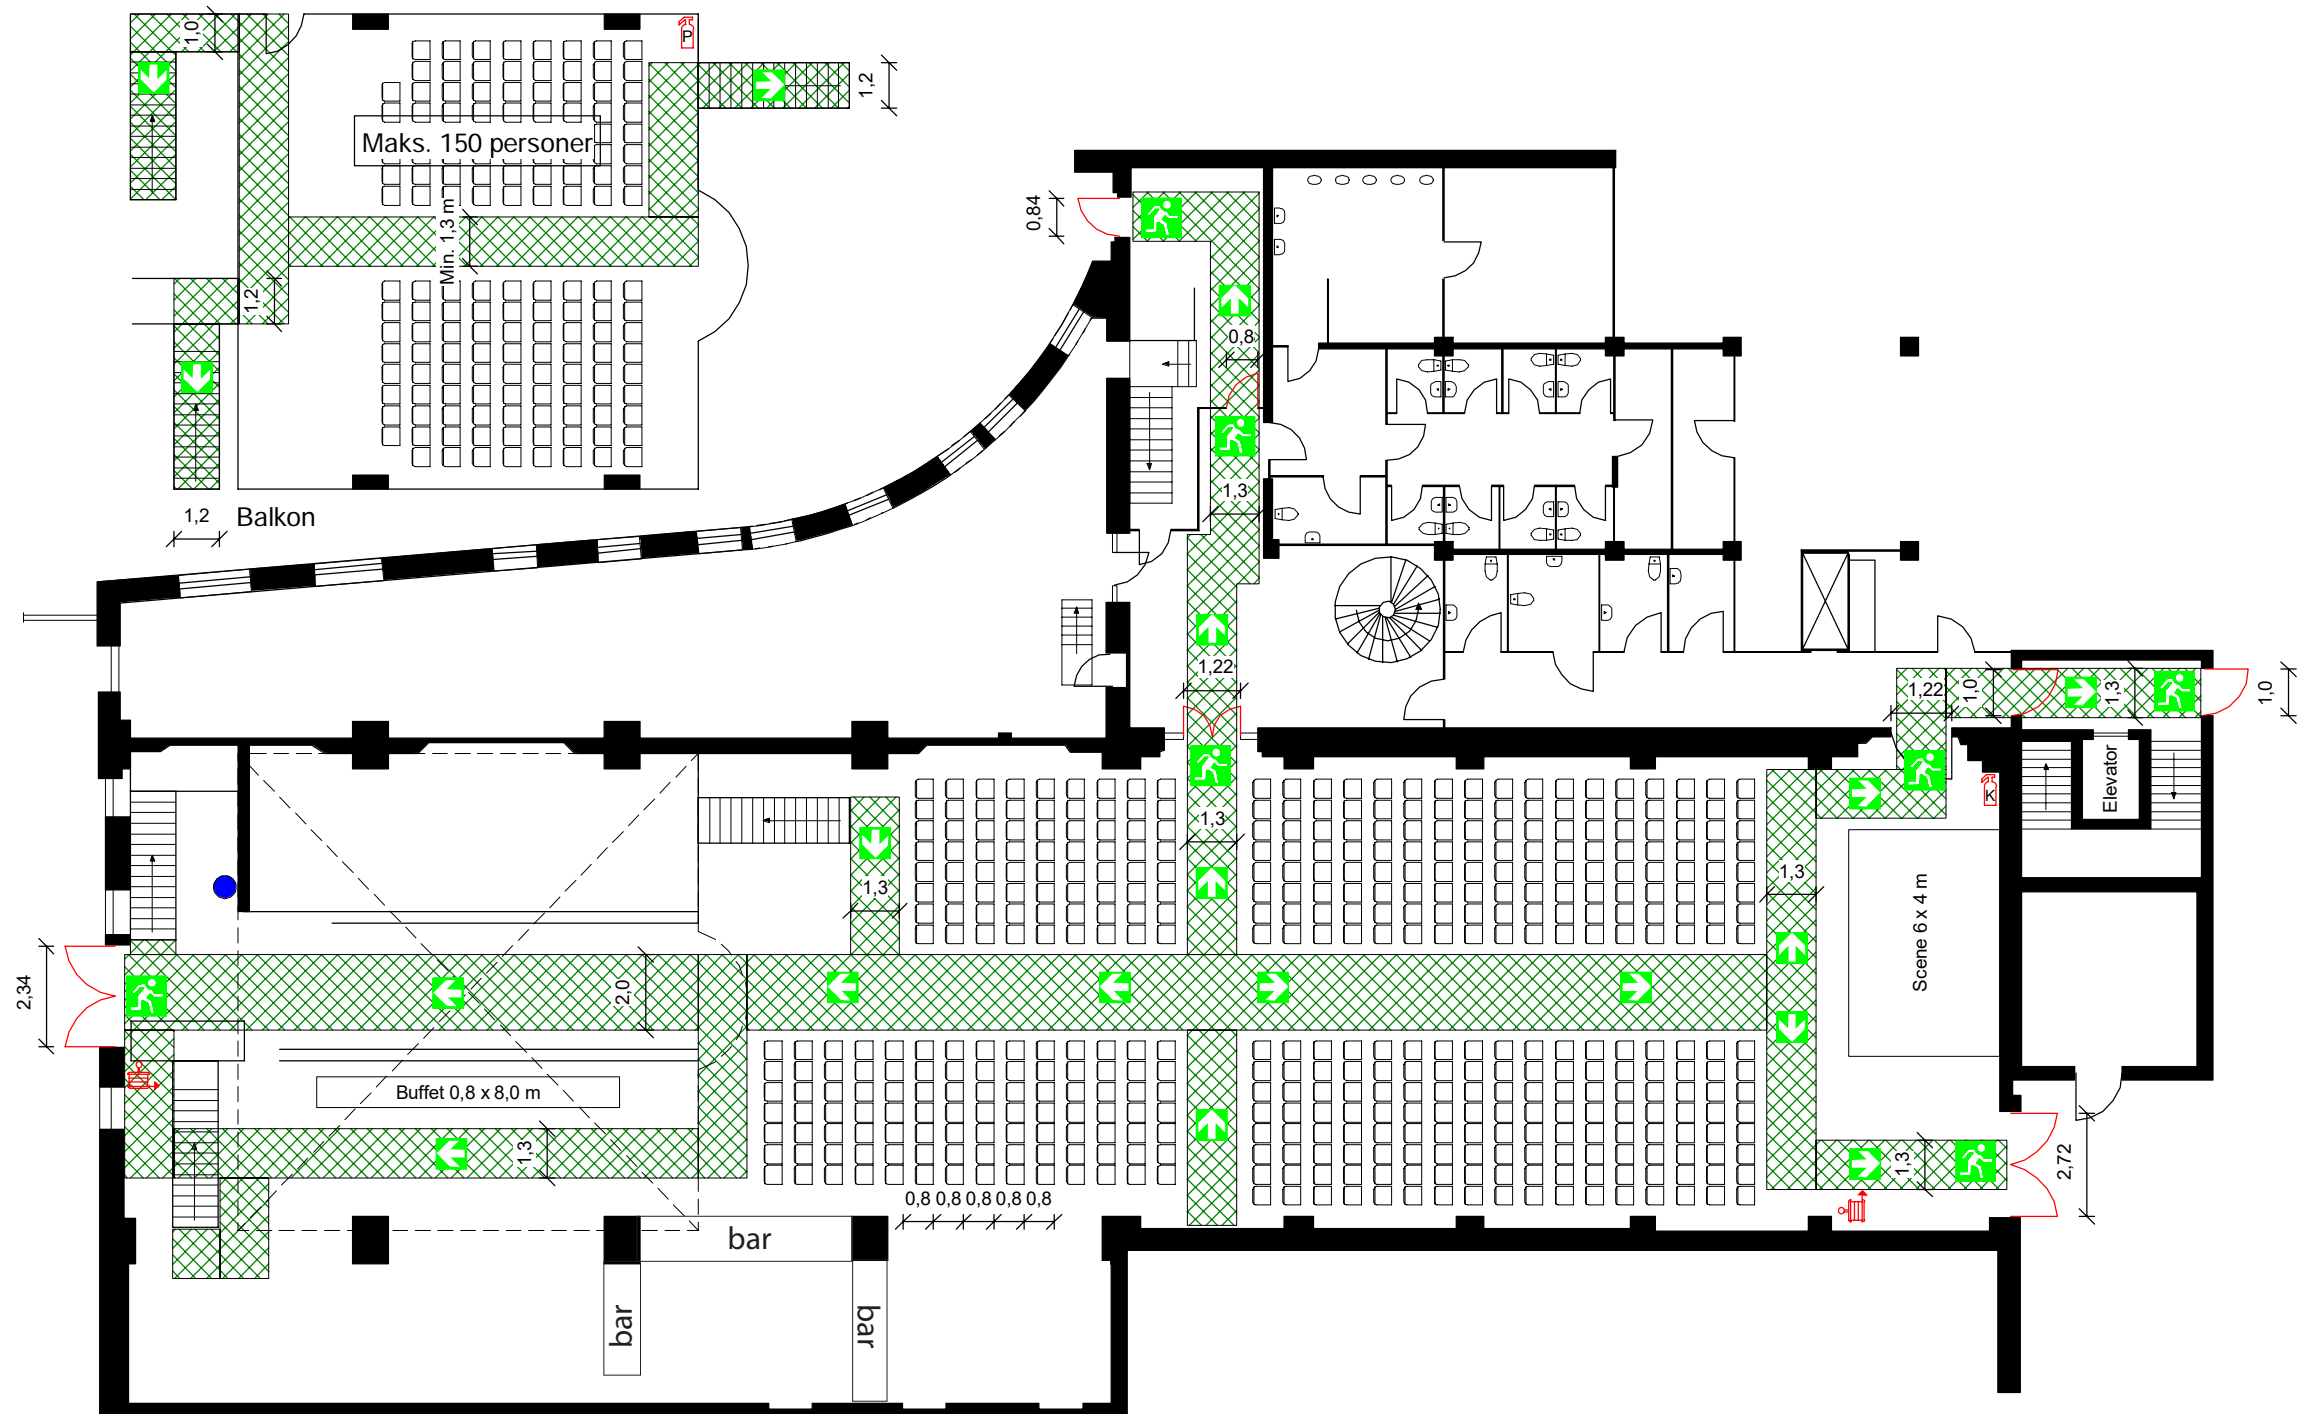 1,0
P
1,2
Maks. 150 personer
Min. 1,3 m
1,2
1,2
Balkon
0,84
0,8
1,3
1,22
1,22
1,0
1,3
1,0
Elevator
K
1,3
1,3
1,3
Scene 6 x 4 m
2,34
2,0
Buffet 0,8 x 8,0 m
1,3
1,3
2,72
0,8 0,8 0,8 0,8 0,8
bar
bar
bar